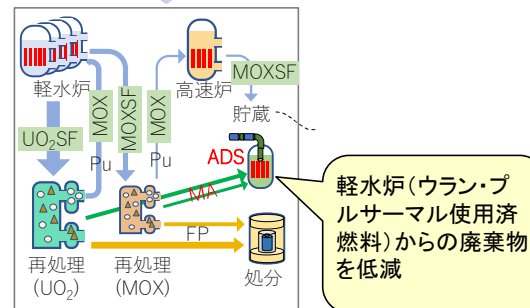 軽水炉
高速炉
MOXSF
貯蔵
UO₂SF
MOX
MOXSF
MOX
Pu
Pu
ADS
MA
FP
再処理
(UO₂)
再処理
(MOX)
処分
軽水炉(ウラン・プ
ルサーマル使用済
燃料)からの廃棄物
を低減